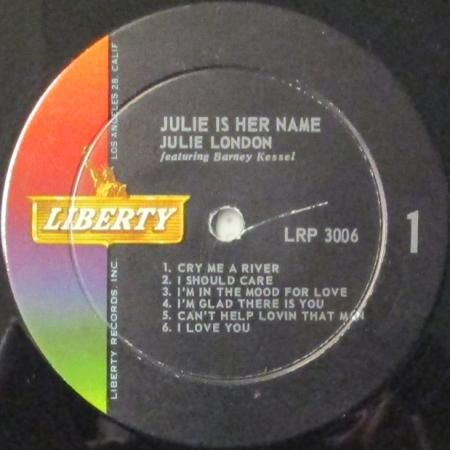 JULIE IS HER NAME
JULIE LONDON
featuring Barney Kessel
LIBERTY
LRP 3006
1
1. CRY ME A RIVER
2. I SHOULD CARE
3. I'M IN THE MOOD FOR LOVE
4. I'M GLAD THERE IS YOU
5. CAN'T HELP LOVIN THAT MAN
6. I LOVE YOU
LIBERTY RECORDS, INC.
LOS ANGELES 28, CALIF